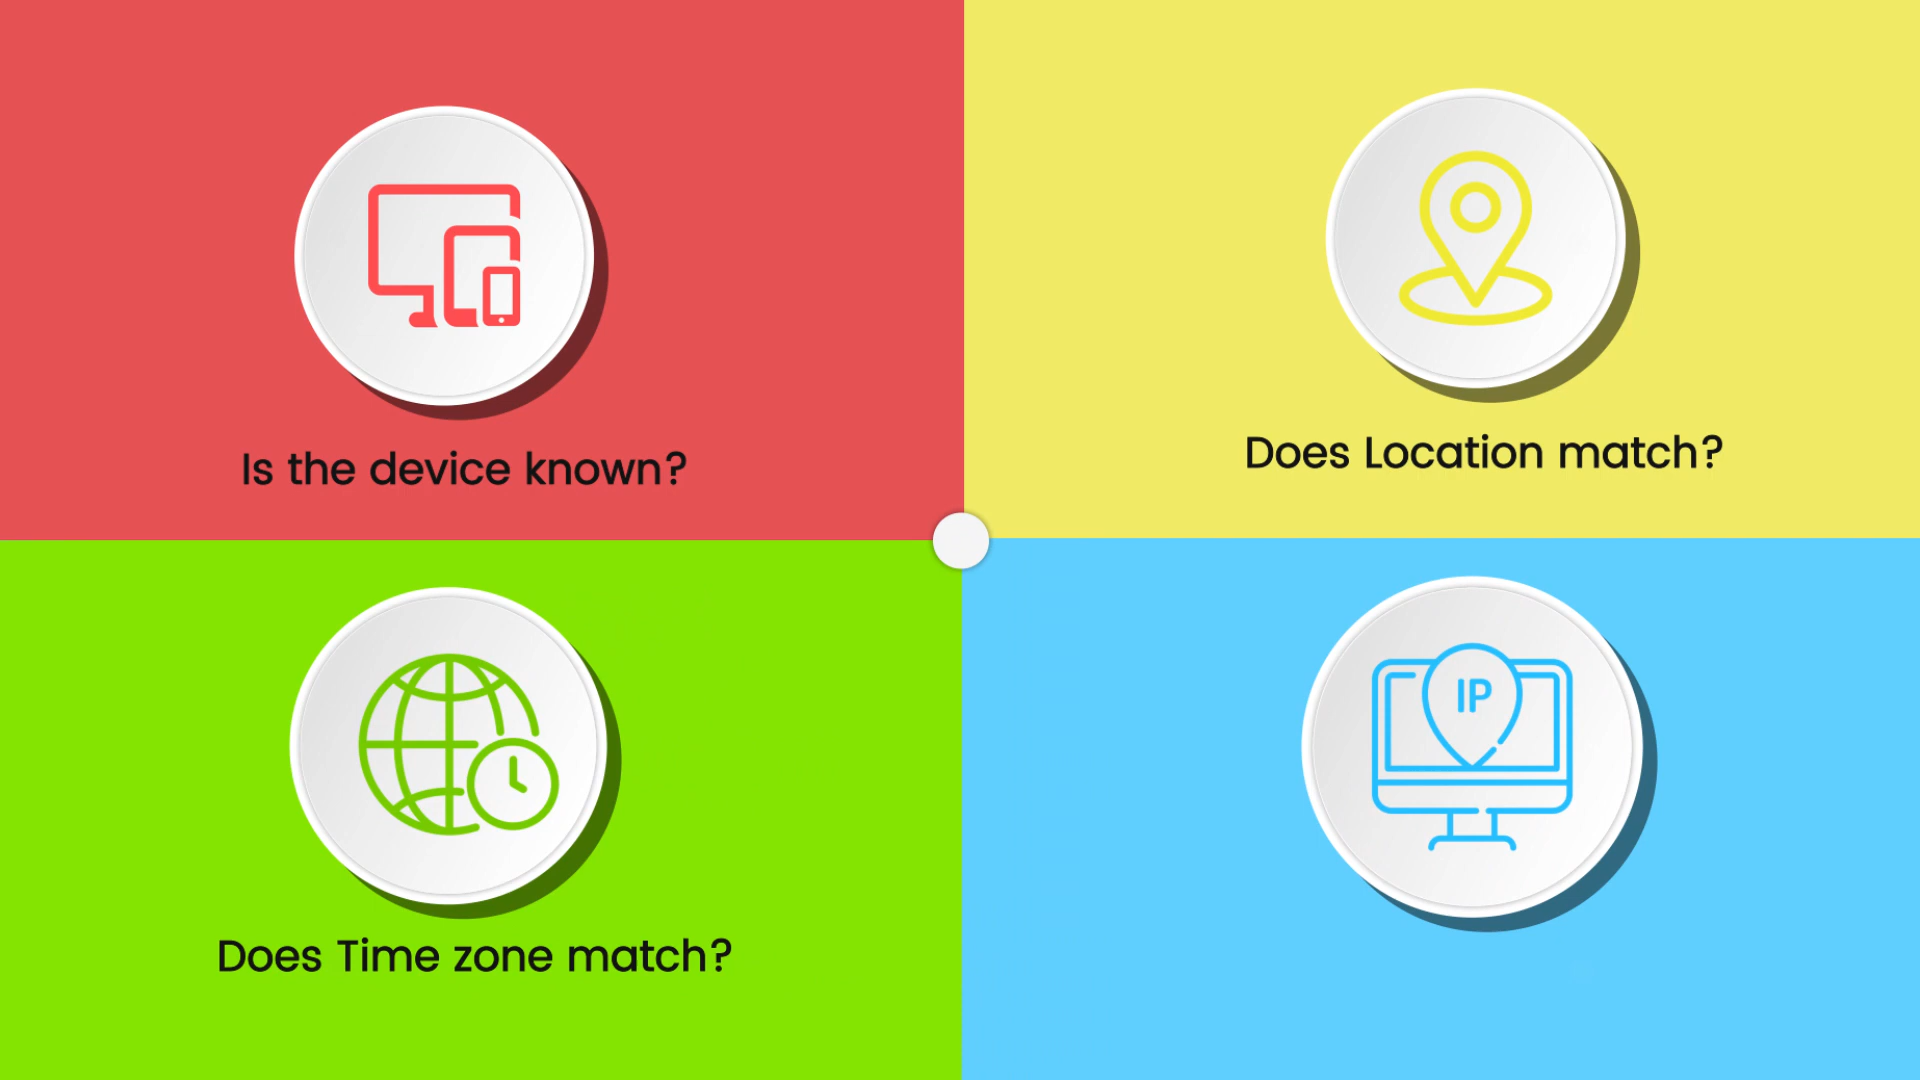 Is the device known?
Does Location match?
Does Time zone match?
IP